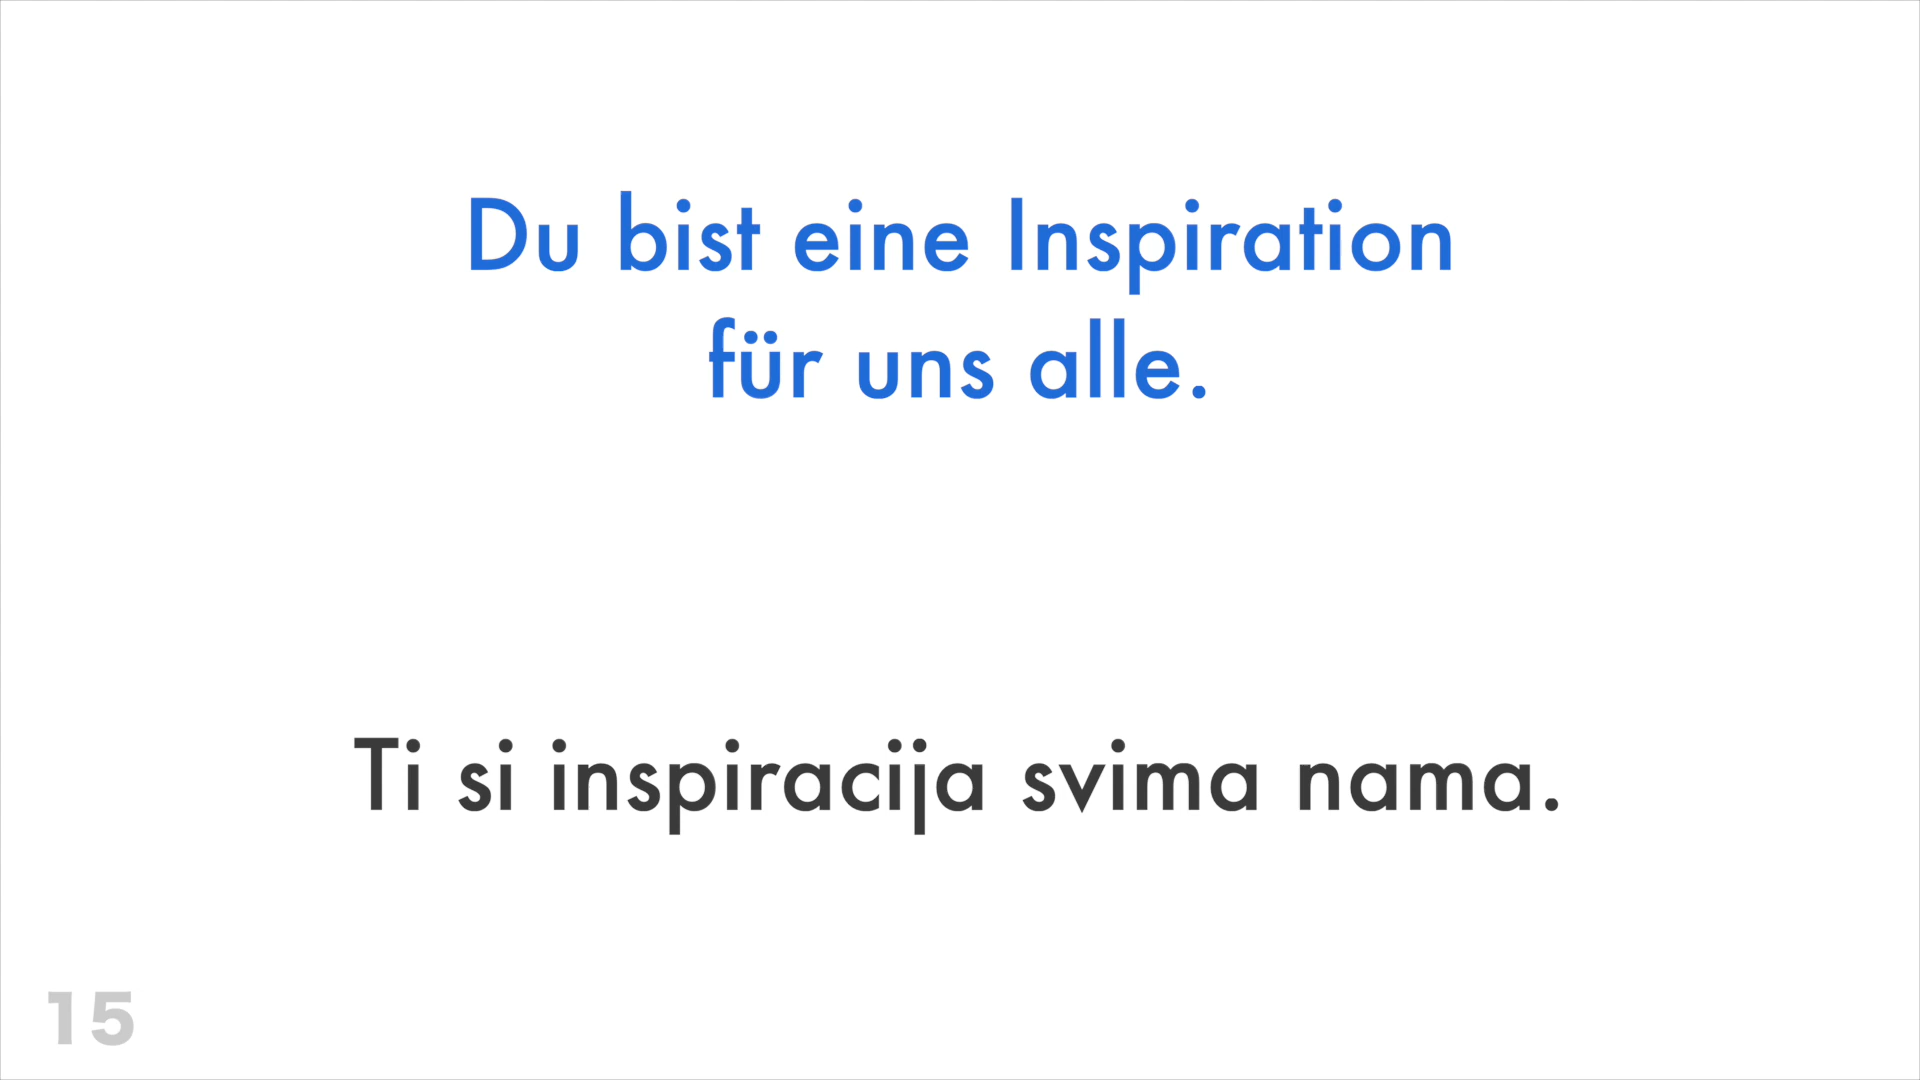 Du bist eine Inspiration
für uns alle.
Ti si inspiracija svima nama.
15